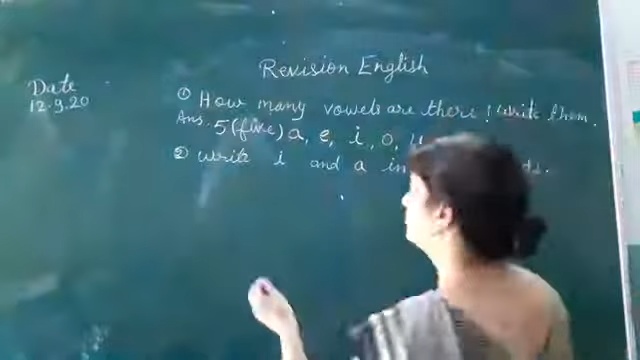 Revision English
Date
12.9.20
① How many vowels are there? Write them.
Ans. 5 (five) a, e, i, o, u
② Write i and a in